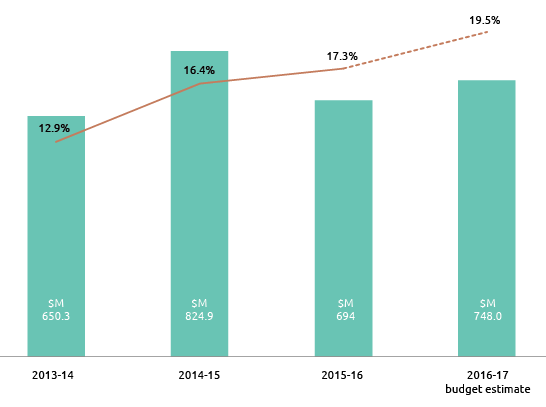 19.5%
17.3%
16.4%
12.9%
$M
650.3
$M
824.9
$M
694
$M
748.0
2013-14
2014-15
2015-16
2016-17
budget estimate